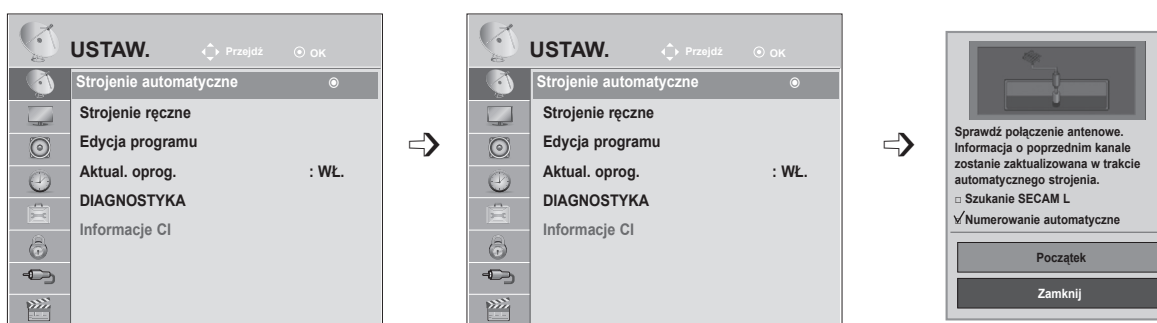 USTAW.
Przejdź
OK
Strojenie automatyczne
Strojenie ręczne
Edycja programu
Aktual. oprog. : WŁ.
DIAGNOSTYKA
Informacje CI
USTAW.
Przejdź
OK
Strojenie automatyczne
Strojenie ręczne
Edycja programu
Aktual. oprog. : WŁ.
DIAGNOSTYKA
Informacje CI
Sprawdź połączenie antenowe.
Informacja o poprzednim kanale
zostanie zaktualizowana w trakcie
automatycznego strojenia.
Szukanie SECAM L
Numerowanie automatyczne
Początek
Zamknij